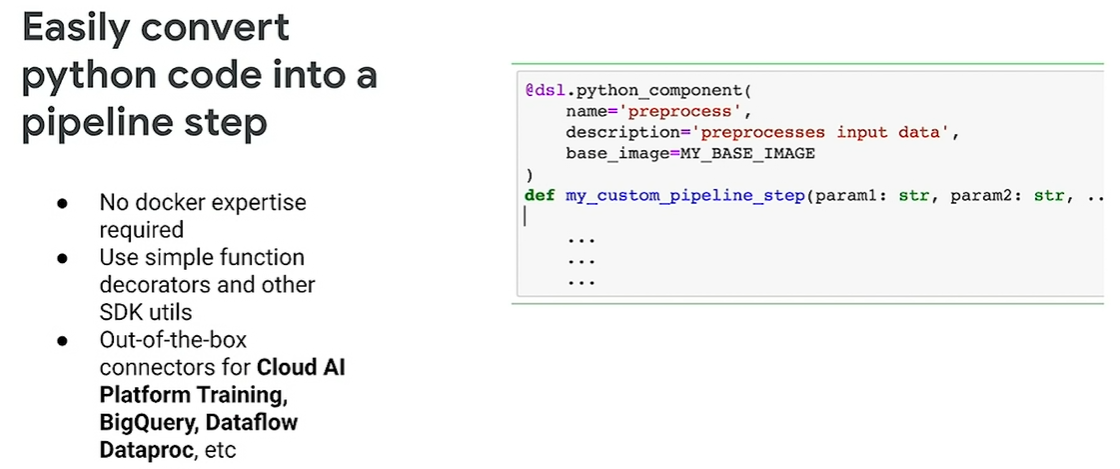 Easily convert
python code into a
pipeline step
● No docker expertise
required
● Use simple function
decorators and other
SDK utils
● Out-of-the-box
connectors for Cloud AI
Platform Training,
BigQuery, Dataflow
Dataproc, etc
@dsl.python_component(
    name='preprocess',
    description='preprocesses input data',
    base_image=MY_BASE_IMAGE
)
def my_custom_pipeline_step(param1: str, param2: str, ..
    ...
    ...
    ...